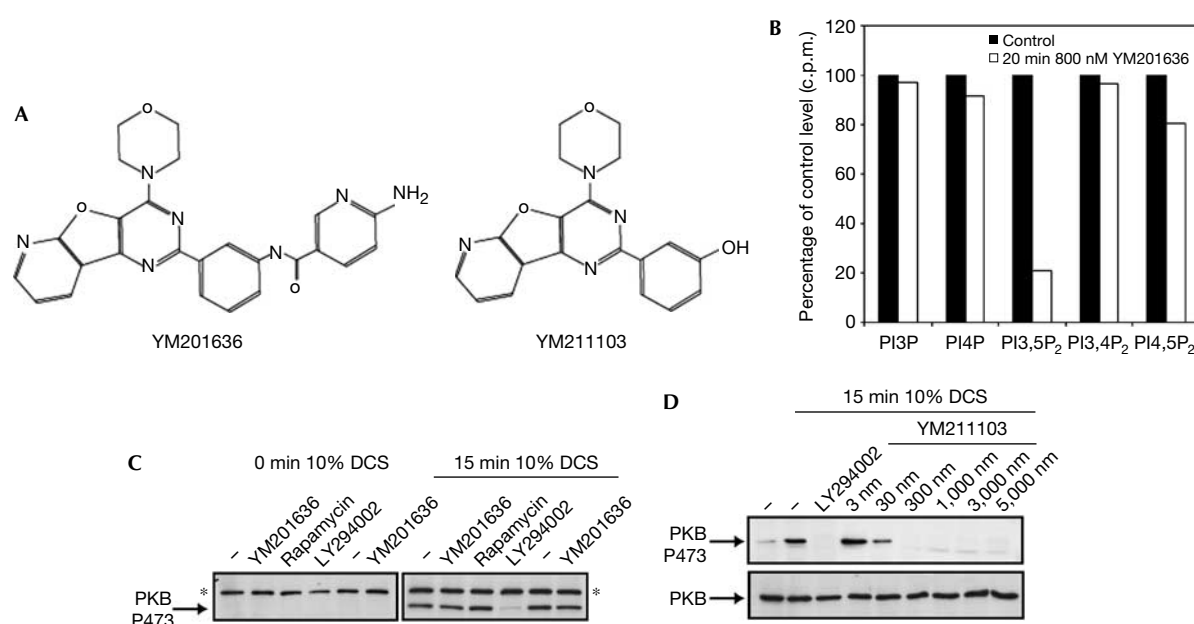 A
O
N
NH₂
N
O
N
N
N
N
O
YM201636
O
N
O
N
N
N
OH
YM211103
B
Percentage of control level (c.p.m.)
120
100
80
60
40
20
0
Control
20 min 800 nM YM201636
PI3P PI4P PI3,5P₂ PI3,4P₂ PI4,5P₂
C
0 min 10% DCS 15 min 10% DCS
– YM201636 Rapamycin LY294002 – YM201636 – YM201636 Rapamycin LY294002 – YM201636
* *
PKB
P473
D
15 min 10% DCS
YM211103
– – LY294002 3 nm 30 nm 300 nm 1,000 nm 3,000 nm 5,000 nm
PKB
P473
PKB